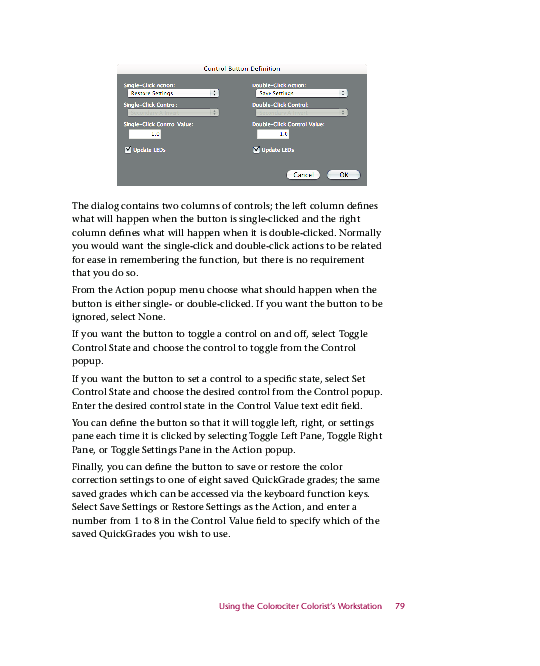 Control Button Definition
Single-Click Action: Double-Click Action:
Restore Settings Save Settings
Single-Click Control: Double-Click Control:
Single-Click Control Value: Double-Click Control Value:
1.0 1.0
Update LEDs Update LEDs
Cancel OK
The dialog contains two columns of controls; the left column defines
what will happen when the button is single-clicked and the right
column defines what will happen when it is double-clicked. Normally
you would want the single-click and double-click actions to be related
for ease in remembering the function, but there is no requirement
that you do so.
From the Action popup menu choose what should happen when the
button is either single- or double-clicked. If you want the button to be
ignored, select None.
If you want the button to toggle a control on and off, select Toggle
Control State and choose the control to toggle from the Control
popup.
If you want the button to set a control to a specific state, select Set
Control State and choose the desired control from the Control popup.
Enter the desired control state in the Control Value text edit field.
You can define the button so that it will toggle left, right, or settings
pane each time it is clicked by selecting Toggle Left Pane, Toggle Right
Pane, or Toggle Settings Pane in the Action popup.
Finally, you can define the button to save or restore the color
correction settings to one of eight saved QuickGrade grades; the same
saved grades which can be accessed via the keyboard function keys.
Select Save Settings or Restore Settings as the Action, and enter a
number from 1 to 8 in the Control Value field to specify which of the
saved QuickGrades you wish to use.
Using the Colorociter Colorist's Workstation 79